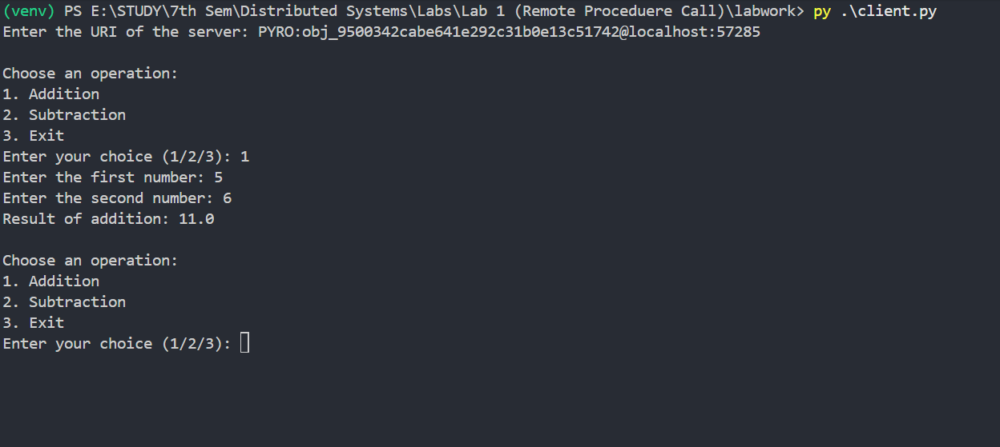 (venv) PS E:\STUDY\7th Sem\Distributed Systems\Labs\Lab 1 (Remote Proceduere Call)\labwork> py .\client.py
Enter the URI of the server: PYRO:obj_9500342cabe641e292c31b0e13c51742@localhost:57285
Choose an operation:
1. Addition
2. Subtraction
3. Exit
Enter your choice (1/2/3): 1
Enter the first number: 5
Enter the second number: 6
Result of addition: 11.0
Choose an operation:
1. Addition
2. Subtraction
3. Exit
Enter your choice (1/2/3):